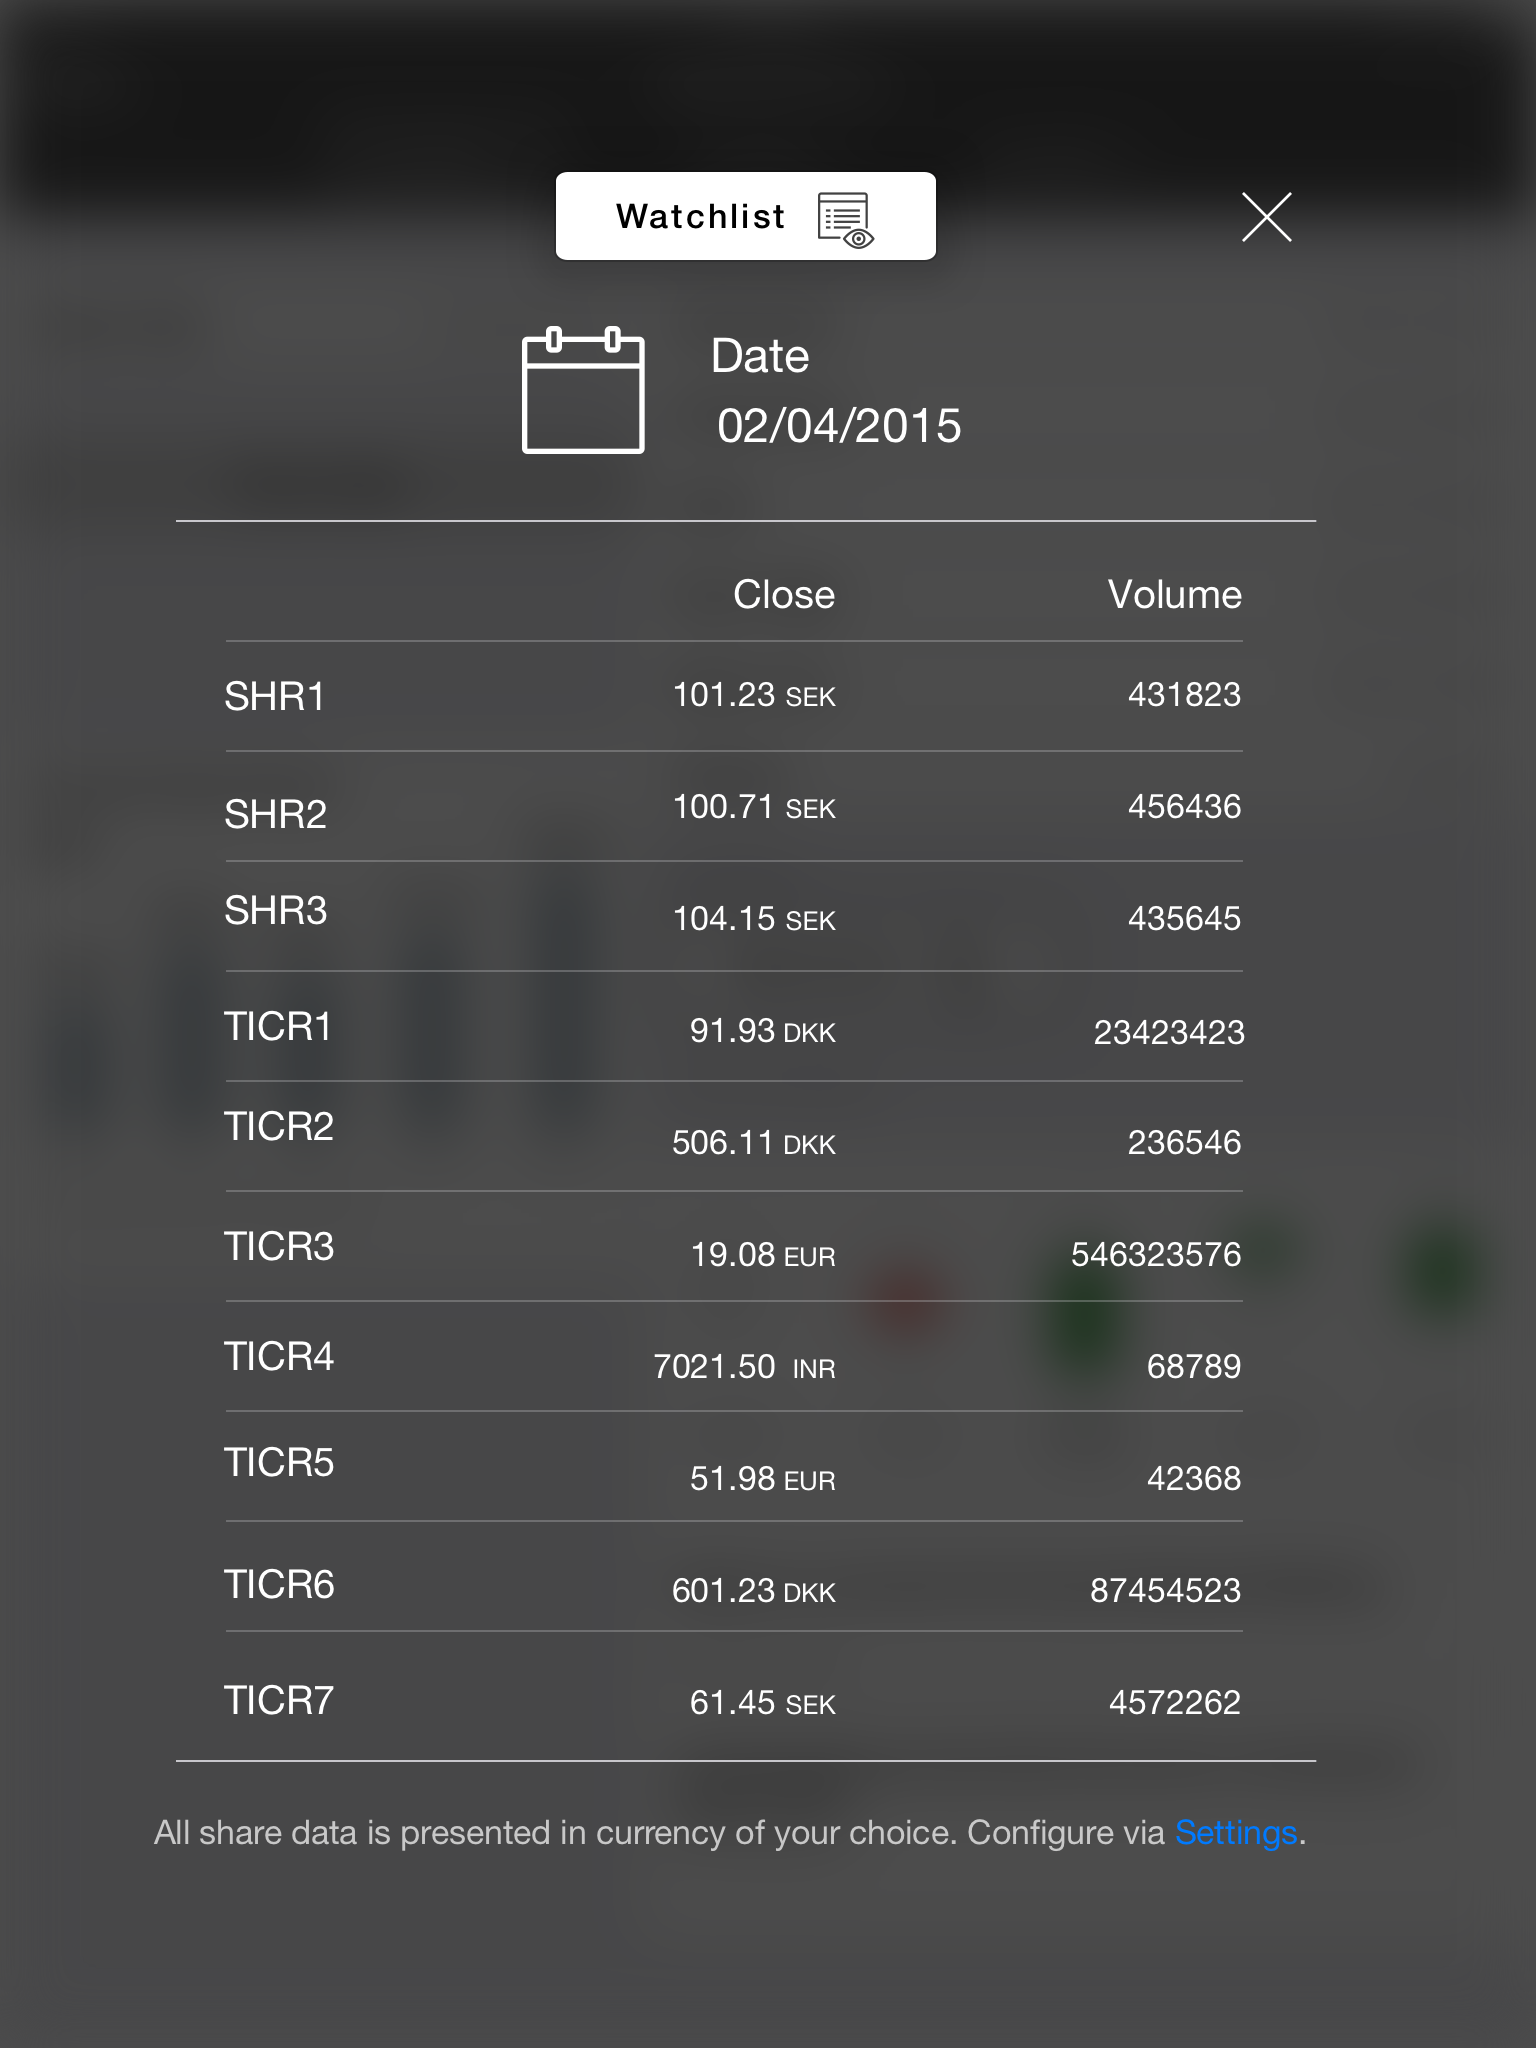 Watchlist
Date
02/04/2015
Close Volume
SHR1 101.23 SEK 431823
SHR2 100.71 SEK 456436
SHR3 104.15 SEK 435645
TICR1 91.93 DKK 23423423
TICR2 506.11 DKK 236546
TICR3 19.08 EUR 546323576
TICR4 7021.50 INR 68789
TICR5 51.98 EUR 42368
TICR6 601.23 DKK 87454523
TICR7 61.45 SEK 4572262
All share data is presented in currency of your choice. Configure via Settings.